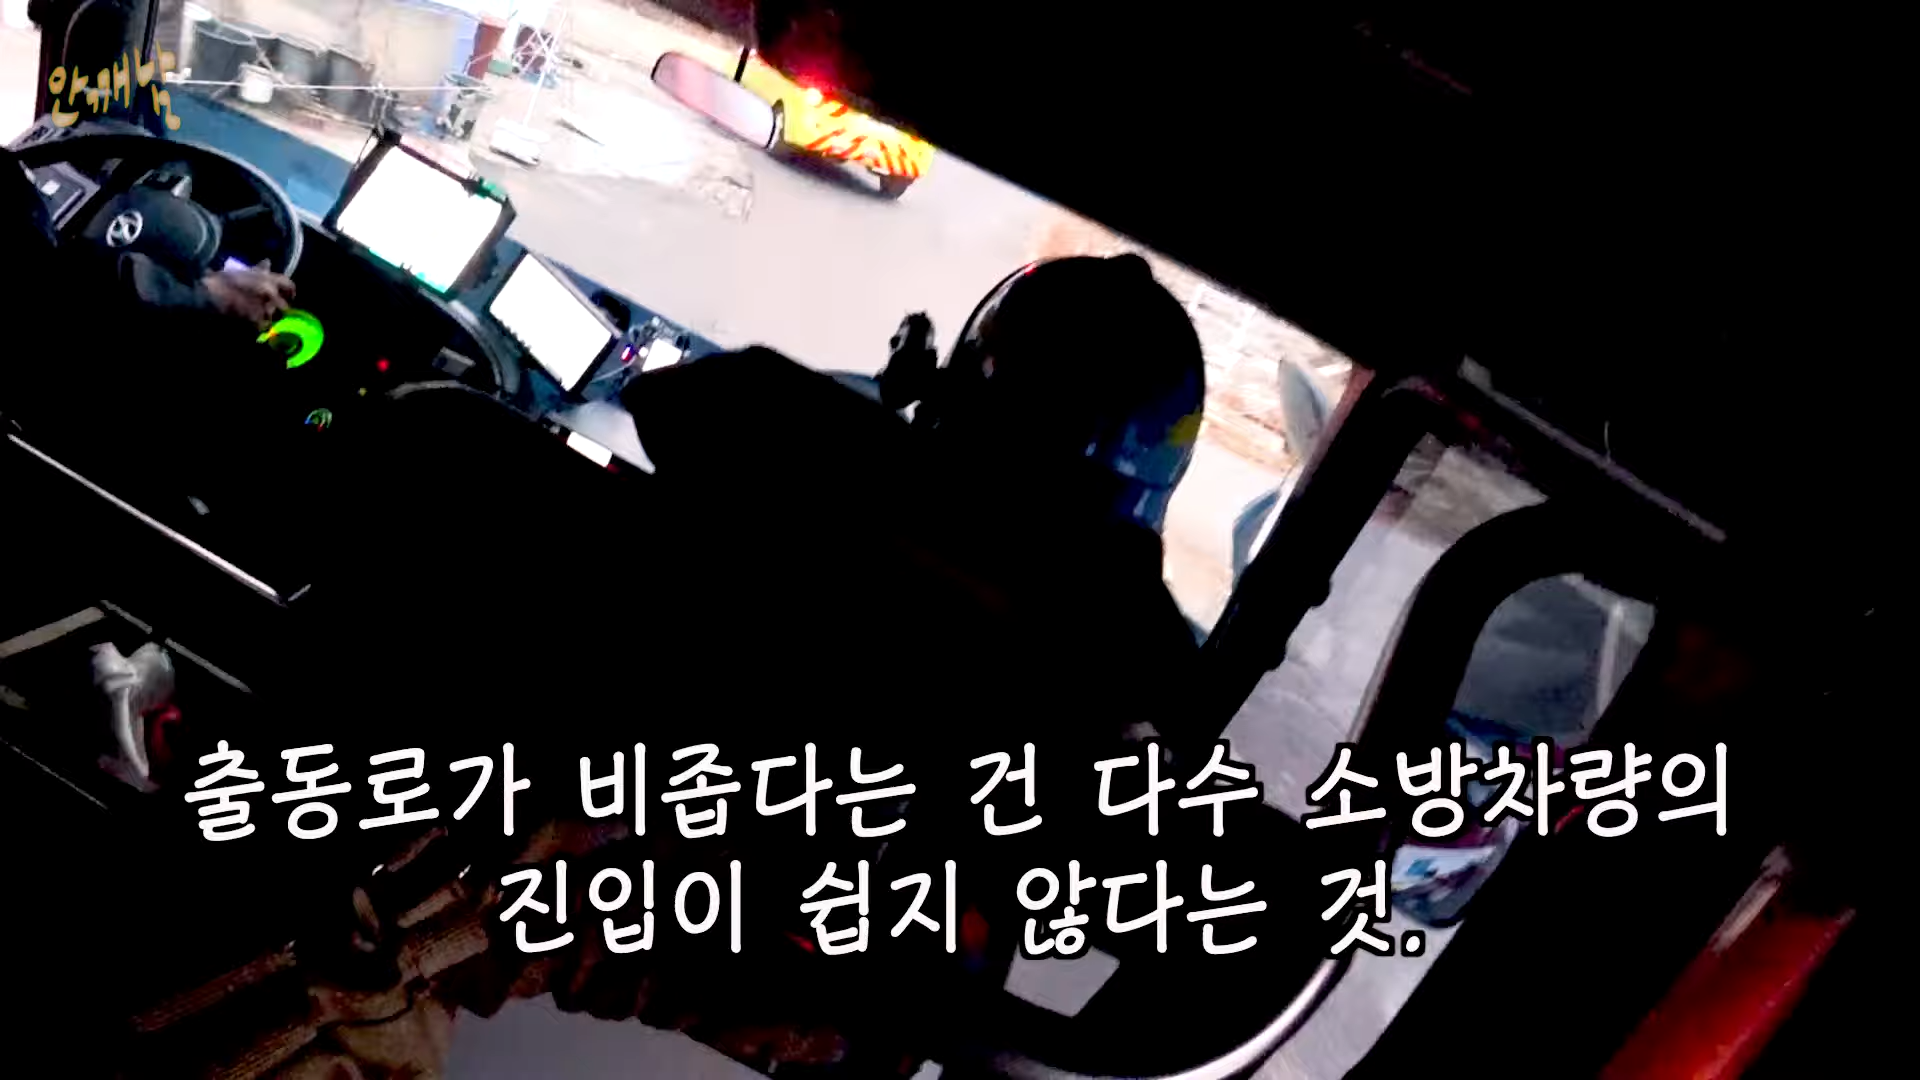 안깨남
출동로가 비좁다는 건 다수 소방차량의
진입이 쉽지 않다는 것.